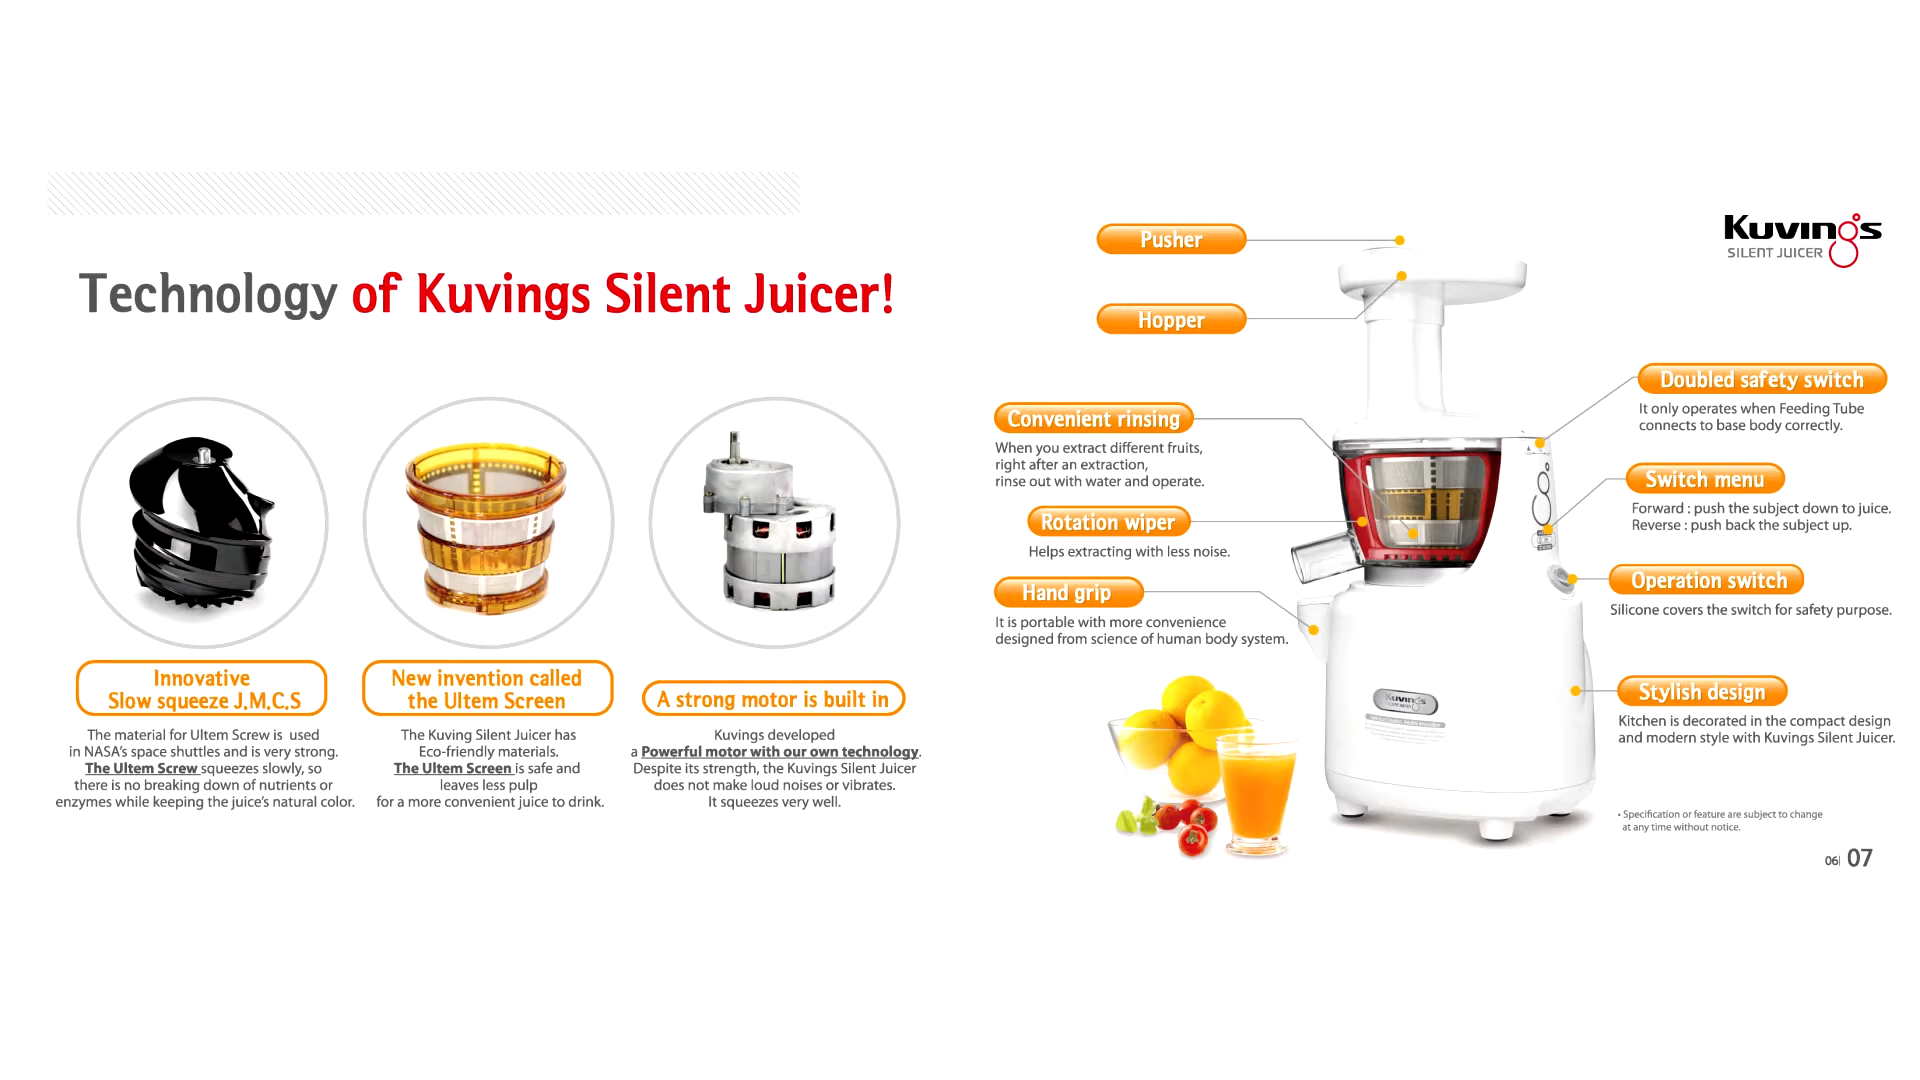 Technology of Kuvings Silent Juicer!
Innovative
Slow squeeze J.M.C.S
The material for Ultem Screw is used
in NASA's space shuttles and is very strong.
The Ultem Screw squeezes slowly, so
there is no breaking down of nutrients or
enzymes while keeping the juice's natural color.
New invention called
the Ultem Screen
The Kuving Silent Juicer has
Eco-friendly materials.
The Ultem Screen is safe and
leaves less pulp
for a more convenient juice to drink.
A strong motor is built in
Kuvings developed
a Powerful motor with our own technology.
Despite its strength, the Kuvings Silent Juicer
does not make loud noises or vibrates.
It squeezes very well.
Kuvings
SILENT JUICER
Pusher
Hopper
Convenient rinsing
When you extract different fruits,
right after an extraction,
rinse out with water and operate.
Rotation wiper
Helps extracting with less noise.
Hand grip
It is portable with more convenience
designed from science of human body system.
Doubled safety switch
It only operates when Feeding Tube
connects to base body correctly.
Switch menu
Forward : push the subject down to juice.
Reverse : push back the subject up.
Operation switch
Silicone covers the switch for safety purpose.
Stylish design
Kitchen is decorated in the compact design
and modern style with Kuvings Silent Juicer.
Kuvings
• Specification or feature are subject to change
at any time without notice.
06| 07